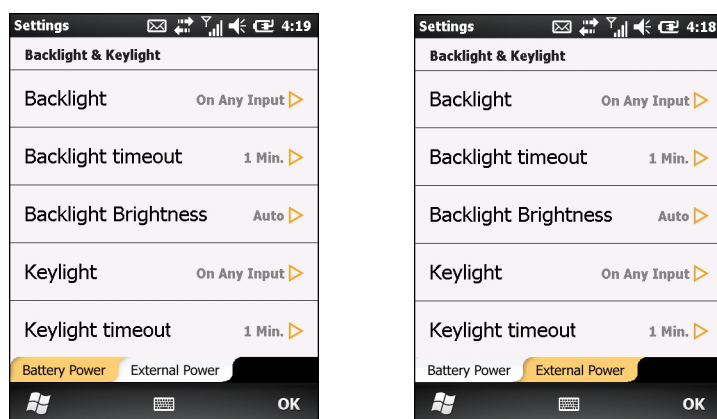 Settings 4:19
Backlight & Keylight
Backlight On Any Input
Backlight timeout 1 Min.
Backlight Brightness Auto
Keylight On Any Input
Keylight timeout 1 Min.
Battery Power External Power
OK
Settings 4:18
Backlight & Keylight
Backlight On Any Input
Backlight timeout 1 Min.
Backlight Brightness Auto
Keylight On Any Input
Keylight timeout 1 Min.
Battery Power External Power
OK